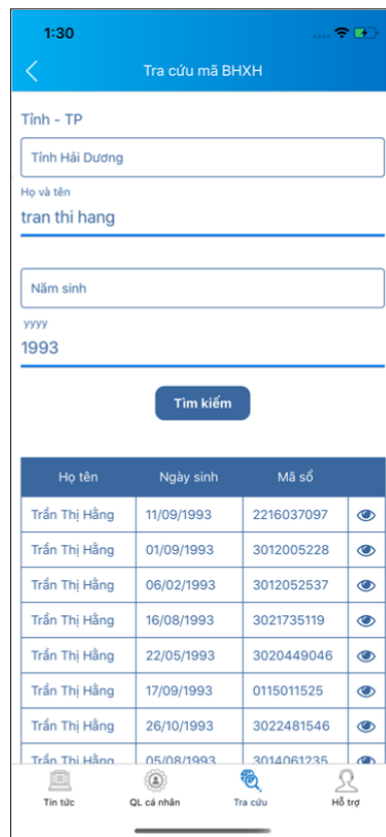 1:30
Tra cứu mã BHXH
Tỉnh - TP
Tỉnh Hải Dương
Họ và tên
tran thi hang
Năm sinh
yyyy
1993
Tìm kiếm
Họ tên Ngày sinh Mã số
Trần Thị Hằng 11/09/1993 2216037097
Trần Thị Hằng 01/09/1993 3012005228
Trần Thị Hằng 06/02/1993 3012052537
Trần Thị Hằng 16/08/1993 3021735119
Trần Thị Hằng 22/05/1993 3020449046
Trần Thị Hằng 17/09/1993 0115011525
Trần Thị Hằng 26/10/1993 3022481546
Trần Thị Hằng 05/08/1993 3014061235
Tin tức QL cá nhân Tra cứu Hỗ trợ